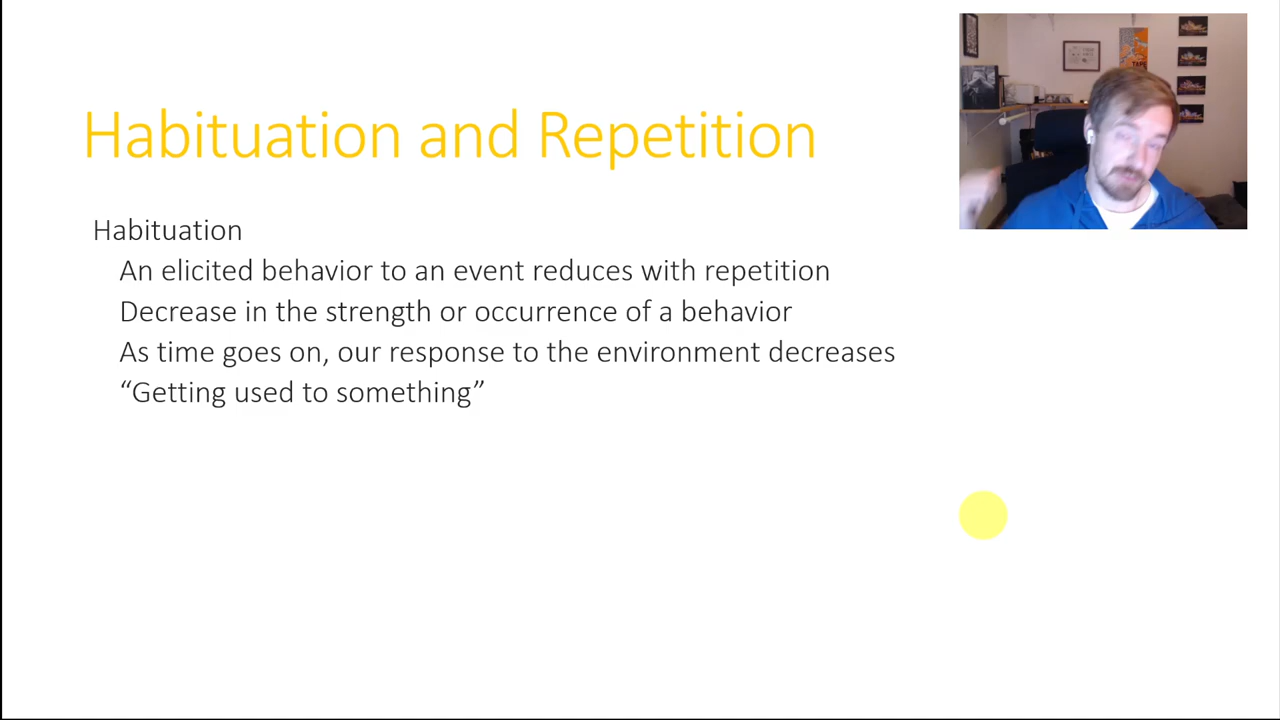 Habituation and Repetition
Habituation
An elicited behavior to an event reduces with repetition
Decrease in the strength or occurrence of a behavior
As time goes on, our response to the environment decreases
“Getting used to something”
TAPE